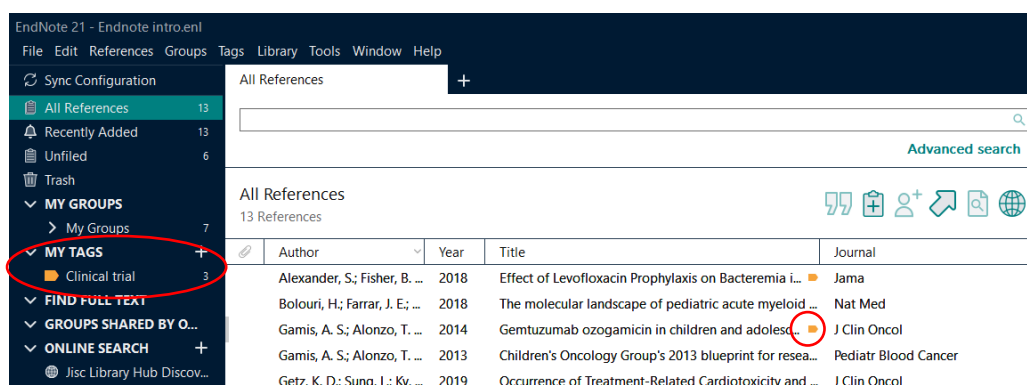 EndNote 21 - Endnote intro.enl
File Edit References Groups Tags Library Tools Window Help
Sync Configuration
All References 13
Recently Added 13
Unfiled 6
Trash
MY GROUPS
My Groups 7
MY TAGS +
Clinical trial 3
FIND FULL TEXT
GROUPS SHARED BY O...
ONLINE SEARCH +
Jisc Library Hub Discov...
All References +
Advanced search
All References
13 References
Author Year Title Journal
Alexander, S.; Fisher, B. ... 2018 Effect of Levofloxacin Prophylaxis on Bacteremia i... Jama
Bolouri, H.; Farrar, J. E.; ... 2018 The molecular landscape of pediatric acute myeloid ... Nat Med
Gamis, A. S.; Alonzo, T. ... 2014 Gemtuzumab ozogamicin in children and adolesc... J Clin Oncol
Gamis, A. S.; Alonzo, T. ... 2013 Children's Oncology Group's 2013 blueprint for resea... Pediatr Blood Cancer
Getz, K. D.; Sung, L.; Ky, ... 2019 Occurrence of Treatment-Related Cardiotoxicity and ... J Clin Oncol